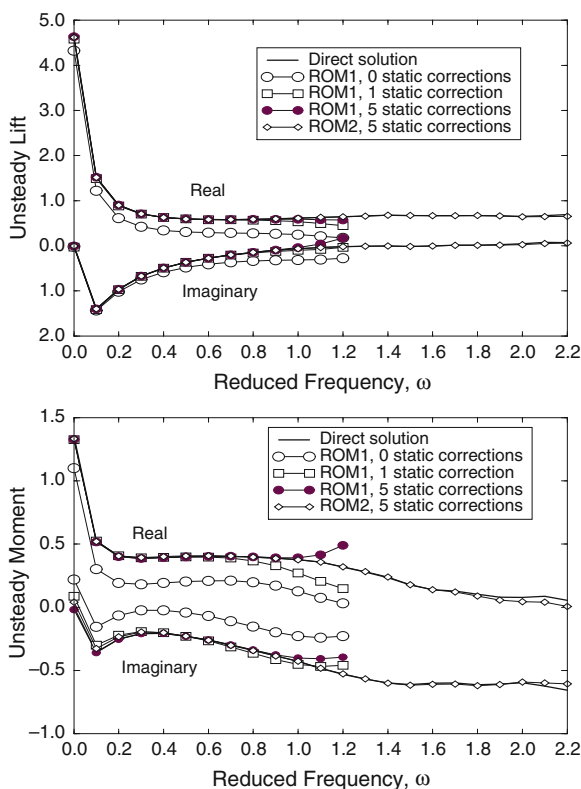 5.0
4.0
3.0
2.0
1.0
0.0
1.0
2.0
Unsteady Lift
Direct solution
ROM1, 0 static corrections
ROM1, 1 static correction
ROM1, 5 static corrections
ROM2, 5 static corrections
Real
Imaginary
0.0 0.2 0.4 0.6 0.8 1.0 1.2 1.4 1.6 1.8 2.0 2.2
Reduced Frequency, ω
1.5
1.0
0.5
0.0
−0.5
−1.0
Unsteady Moment
Direct solution
ROM1, 0 static corrections
ROM1, 1 static correction
ROM1, 5 static corrections
ROM2, 5 static corrections
Real
Imaginary
0.0 0.2 0.4 0.6 0.8 1.0 1.2 1.4 1.6 1.8 2.0 2.2
Reduced Frequency, ω